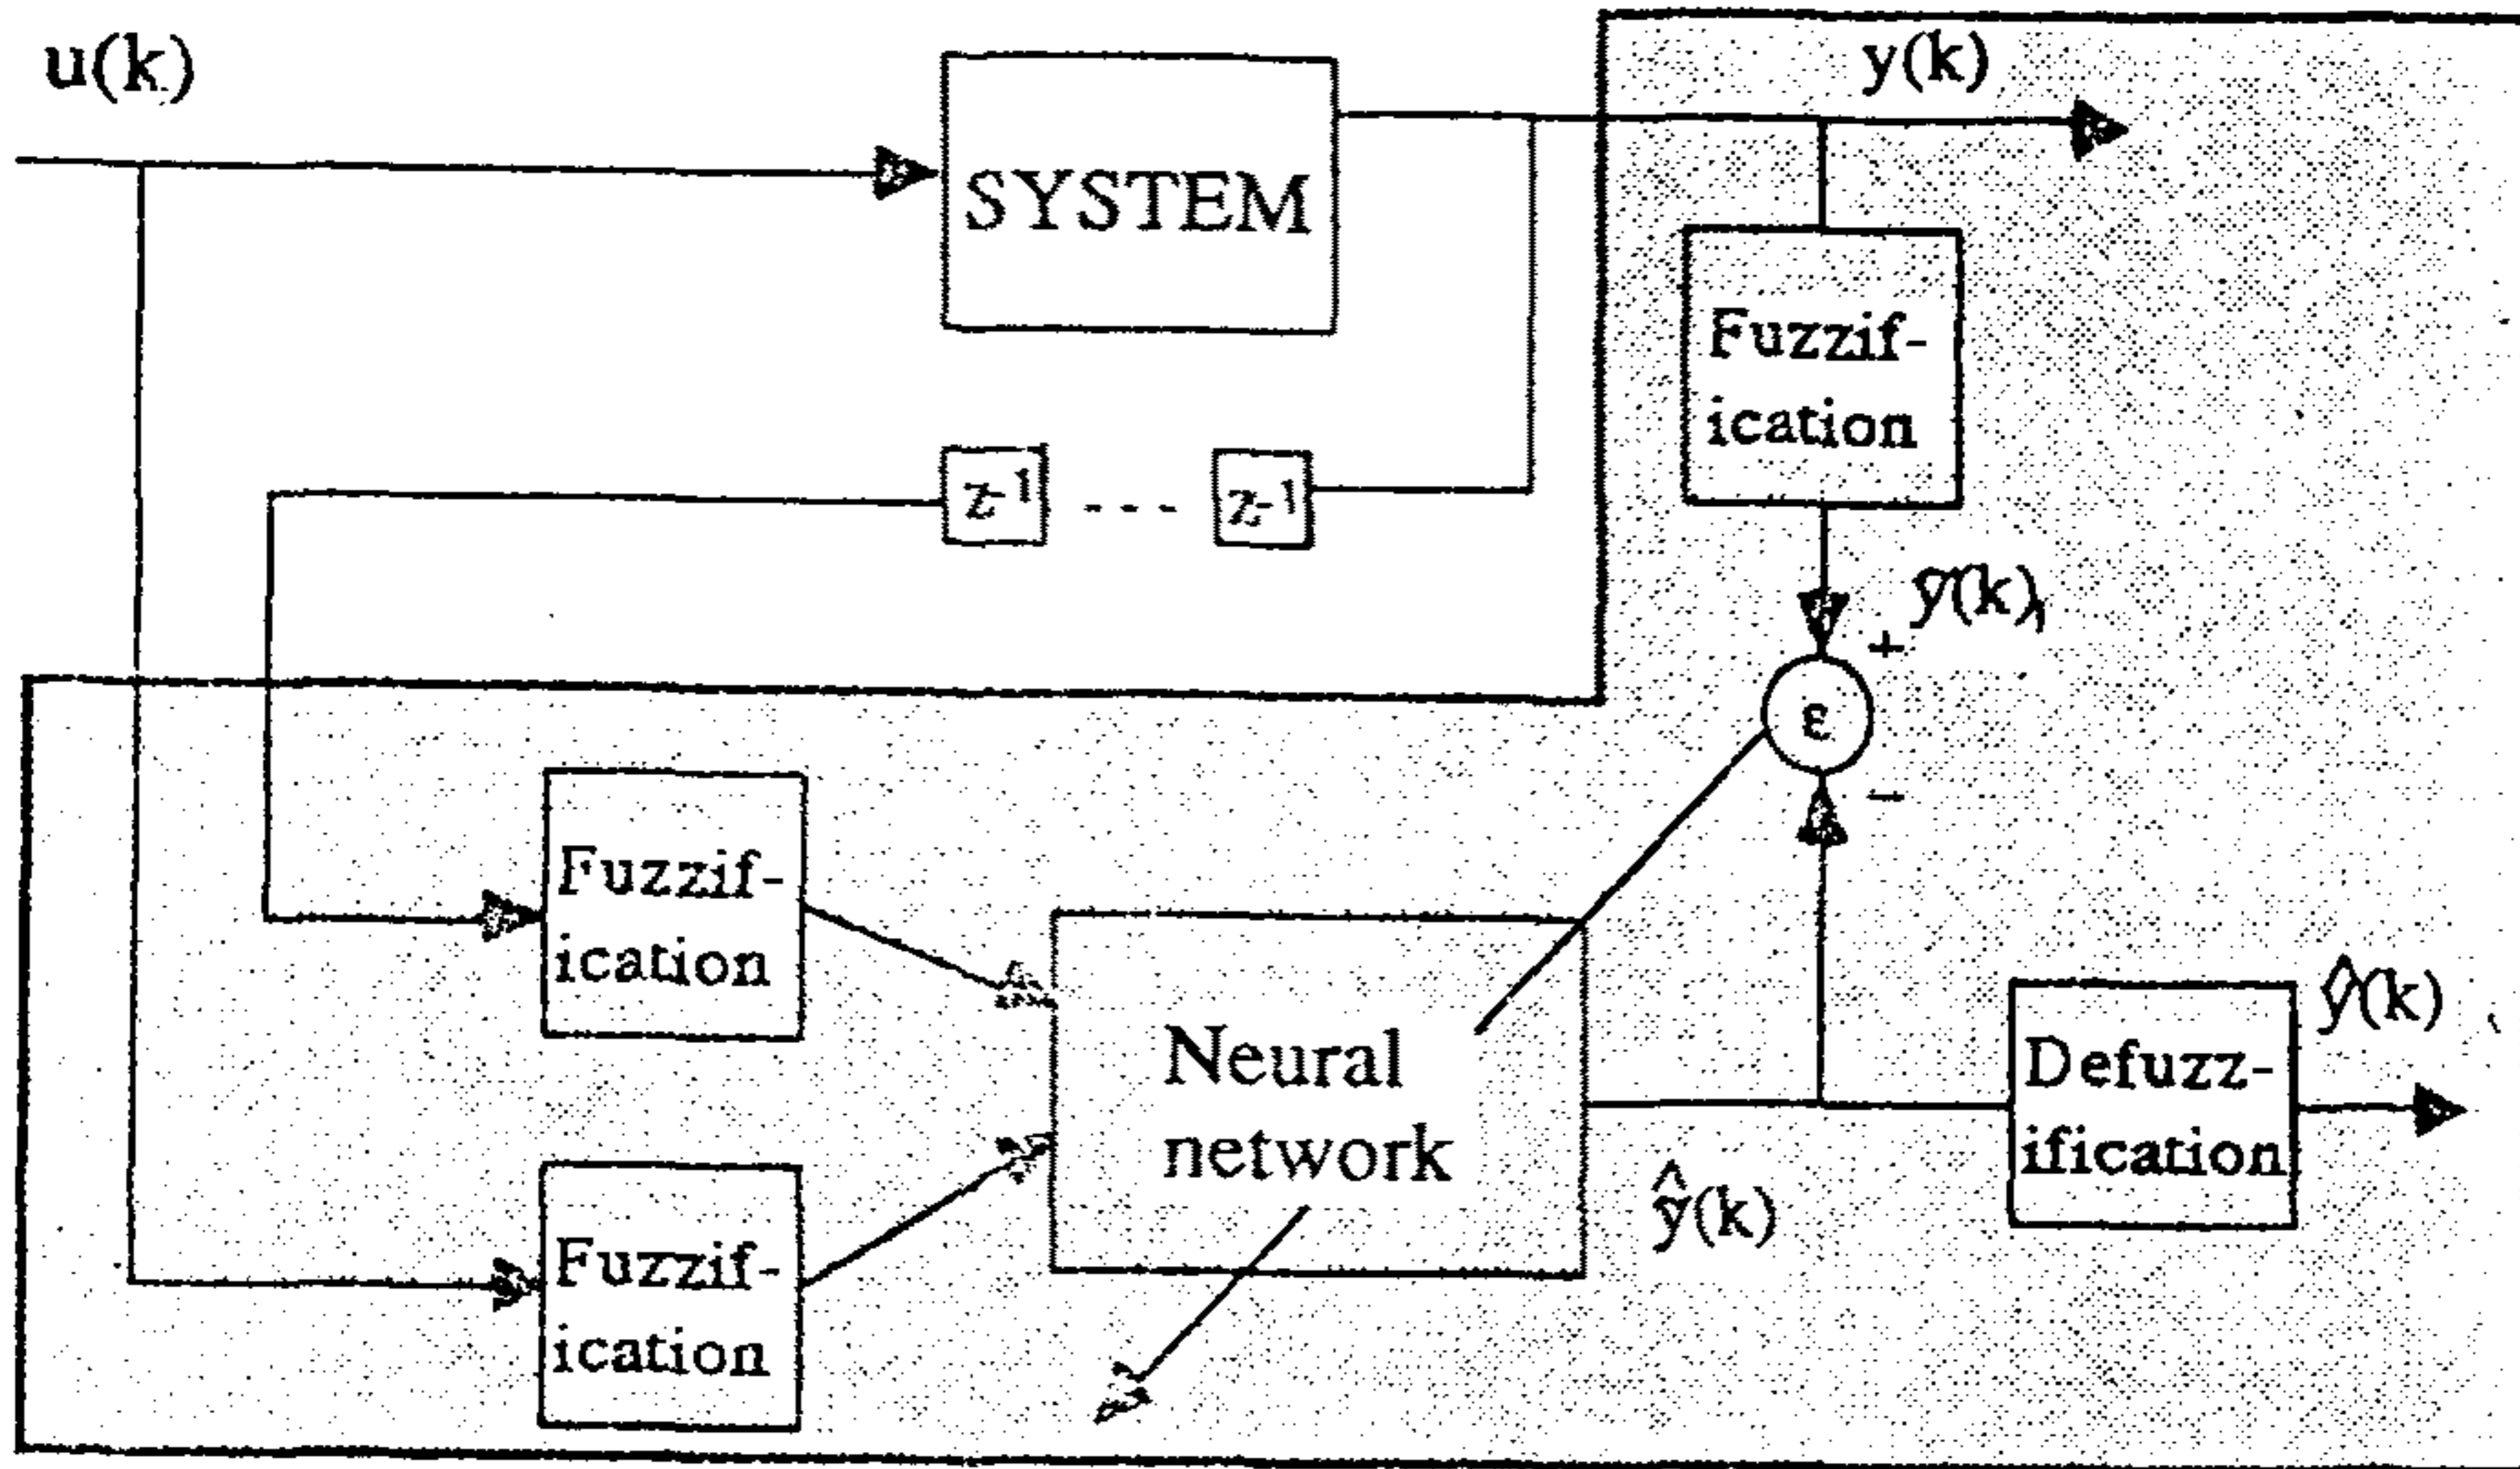 u(k)
y(k)
SYSTEM
Fuzzif-
ication
z-1 - - - z-1
y(k)
+
ε
−
Fuzzif-
ication
Neural
network
ŷ(k)
Defuzz-
ification
ŷ(k)
Fuzzif-
ication